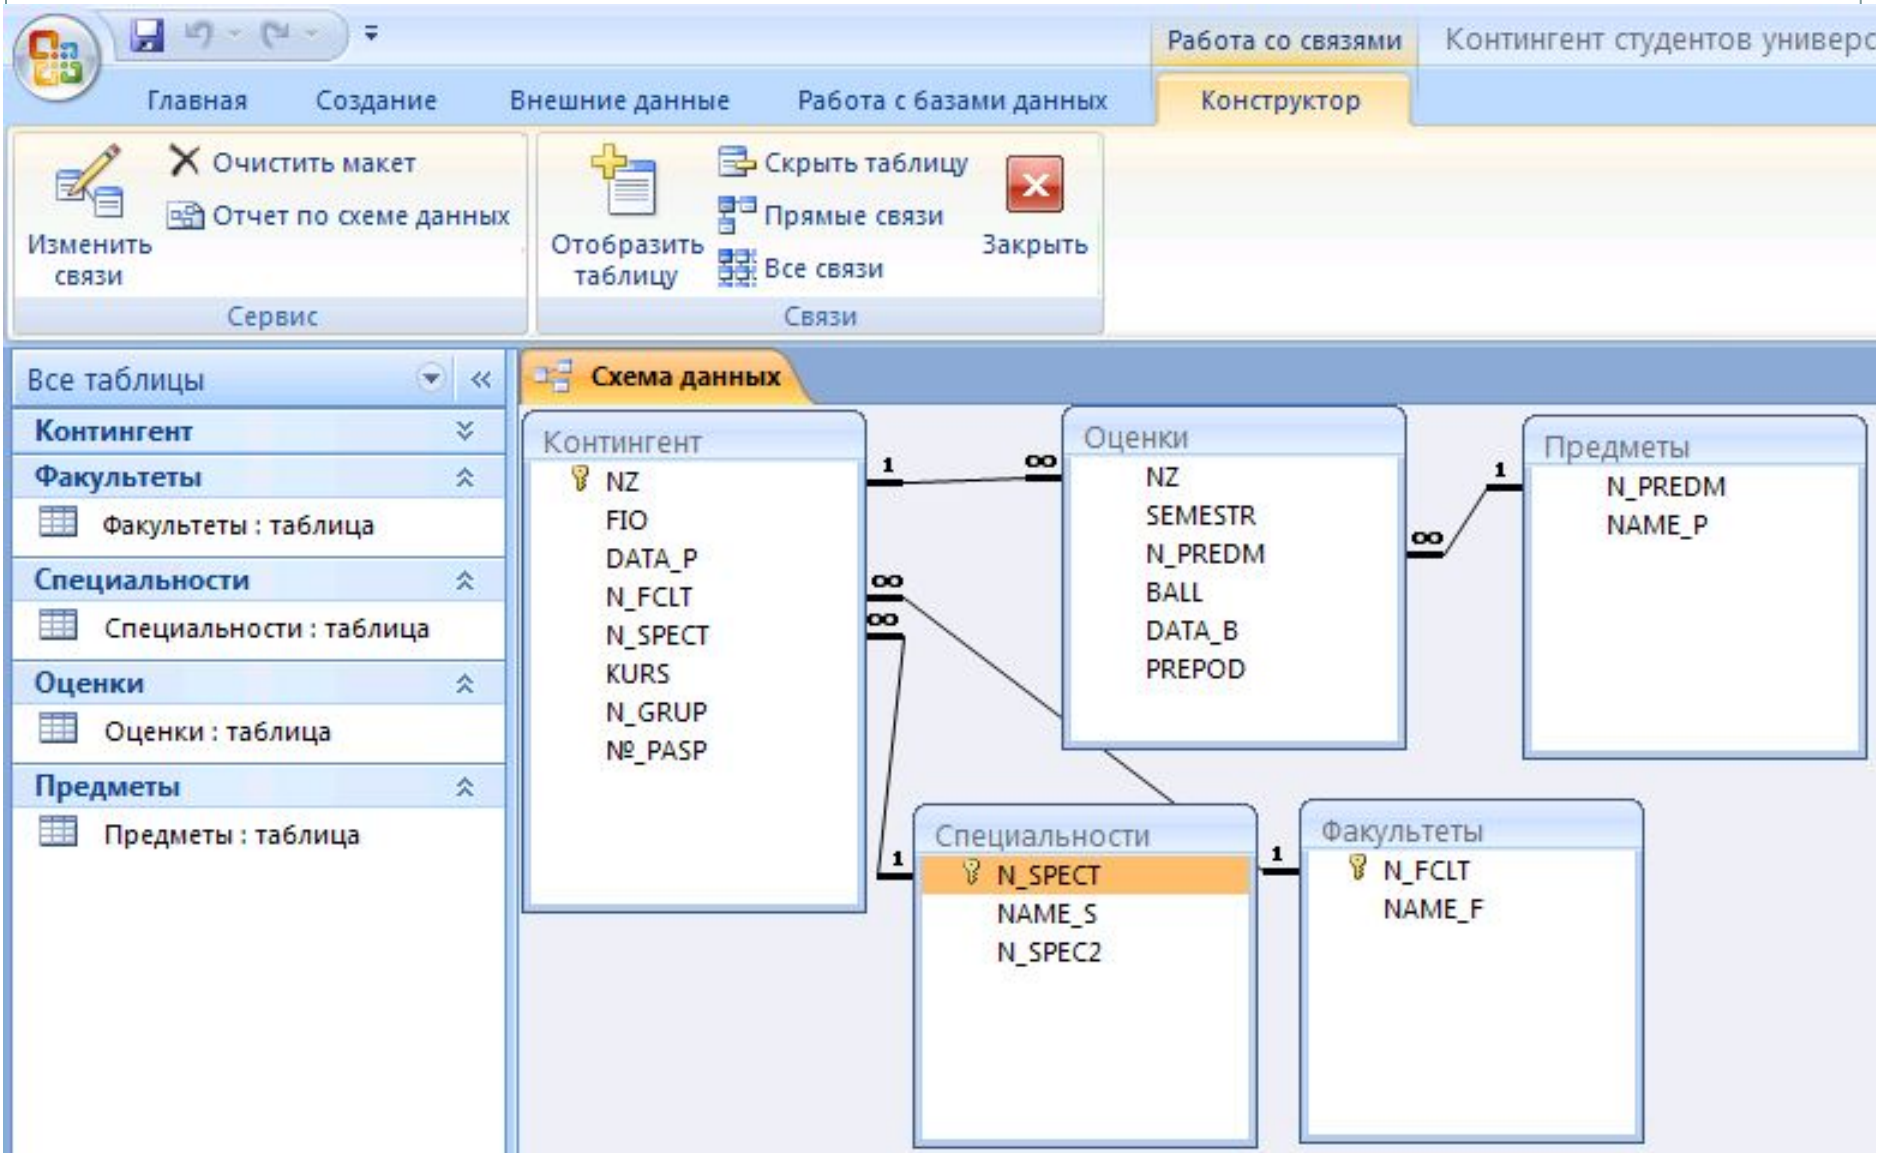 Работа со связями
Контингент студентов универс
Главная
Создание
Внешние данные
Работа с базами данных
Конструктор
Изменить
связи
Очистить макет
Отчет по схеме данных
Сервис
Отобразить
таблицу
Скрыть таблицу
Прямые связи
Все связи
Закрыть
Связи
Все таблицы
Контингент
Факультеты
Факультеты : таблица
Специальности
Специальности : таблица
Оценки
Оценки : таблица
Предметы
Предметы : таблица
Схема данных
Контингент
NZ
FIO
DATA_P
N_FCLT
N_SPECT
KURS
N_GRUP
№_PASP
1
∞
∞
∞
Оценки
NZ
SEMESTR
N_PREDM
BALL
DATA_B
PREPOD
∞
1
Предметы
N_PREDM
NAME_P
1
Специальности
N_SPECT
NAME_S
N_SPEC2
1
Факультеты
N_FCLT
NAME_F